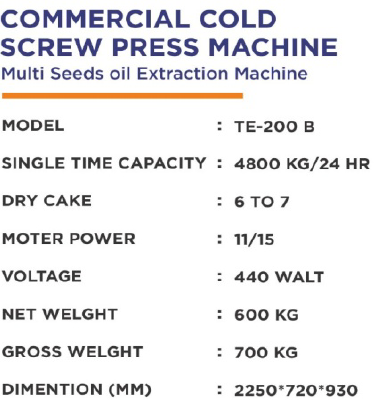 COMMERCIAL COLD
SCREW PRESS MACHINE
Multi Seeds oil Extraction Machine
MODEL : TE-200 B
SINGLE TIME CAPACITY : 4800 KG/24 HR
DRY CAKE : 6 TO 7
MOTER POWER : 11/15
VOLTAGE : 440 WALT
NET WELGHT : 600 KG
GROSS WELGHT : 700 KG
DIMENTION (MM) : 2250*720*930